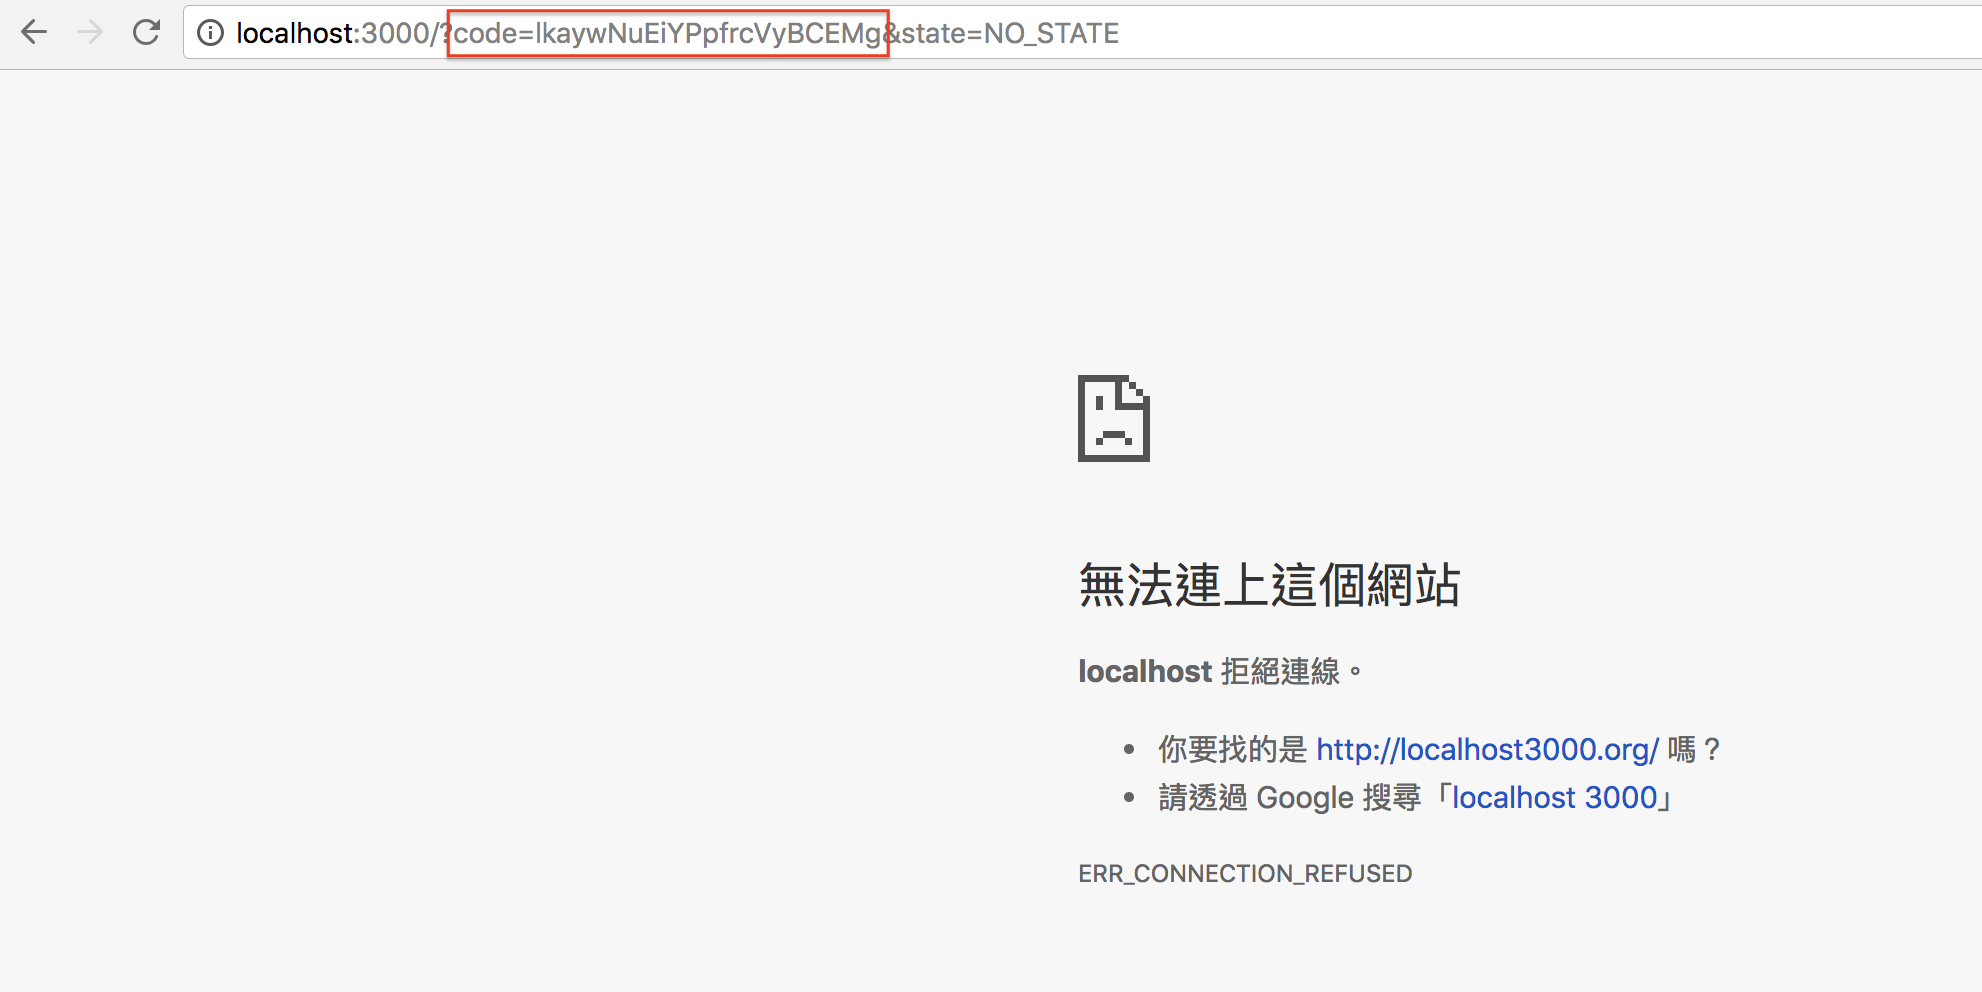 localhost:3000/?code=lkaywNuEiYPpfrcVyBCEMg&state=NO_STATE
無法連上這個網站
localhost 拒絕連線。
你要找的是 http://localhost3000.org/ 嗎？
請透過 Google 搜尋「localhost 3000」
ERR_CONNECTION_REFUSED